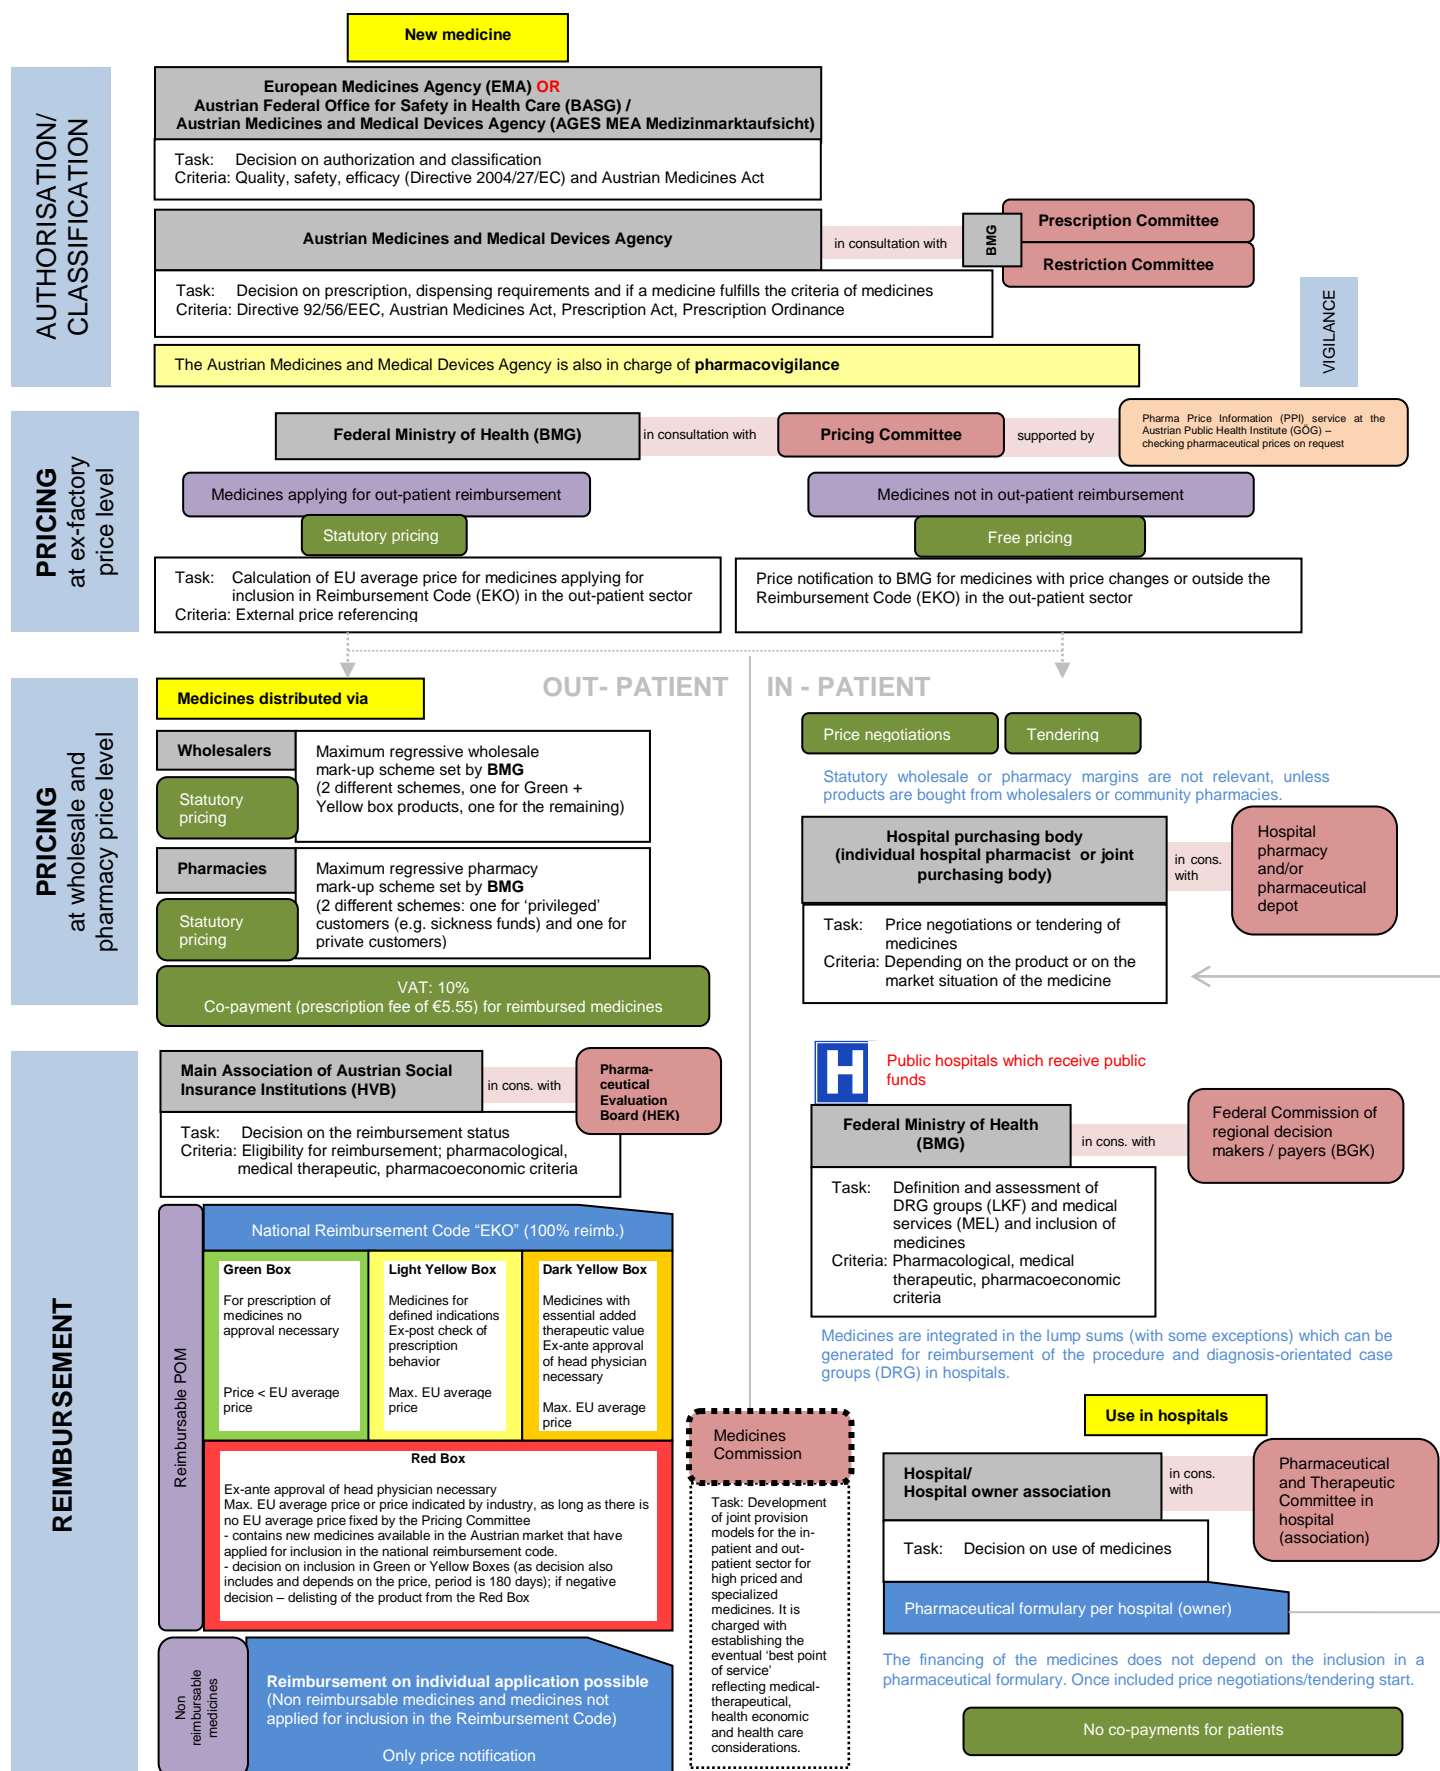 New medicine
AUTHORISATION/
CLASSIFICATION
European Medicines Agency (EMA) OR
Austrian Federal Office for Safety in Health Care (BASG) /
Austrian Medicines and Medical Devices Agency (AGES MEA Medizinmarktaufsicht)
Task: Decision on authorization and classification
Criteria: Quality, safety, efficacy (Directive 2004/27/EC) and Austrian Medicines Act
Austrian Medicines and Medical Devices Agency
in consultation with
BMG
Prescription Committee
Restriction Committee
Task: Decision on prescription, dispensing requirements and if a medicine fulfills the criteria of medicines
Criteria: Directive 92/56/EEC, Austrian Medicines Act, Prescription Act, Prescription Ordinance
VIGILANCE
The Austrian Medicines and Medical Devices Agency is also in charge of pharmacovigilance
PRICING
at ex-factory
price level
Federal Ministry of Health (BMG)
in consultation with
Pricing Committee
supported by
Pharma Price Information (PPI) service at the
Austrian Public Health Institute (GÖG) –
checking pharmaceutical prices on request
Medicines applying for out-patient reimbursement
Statutory pricing
Task: Calculation of EU average price for medicines applying for
inclusion in Reimbursement Code (EKO) in the out-patient sector
Criteria: External price referencing
Medicines not in out-patient reimbursement
Free pricing
Price notification to BMG for medicines with price changes or outside the
Reimbursement Code (EKO) in the out-patient sector
PRICING
at wholesale and
pharmacy price level
OUT- PATIENT
Medicines distributed via
Wholesalers
Statutory
pricing
Maximum regressive wholesale
mark-up scheme set by BMG
(2 different schemes, one for Green +
Yellow box products, one for the remaining)
Pharmacies
Statutory
pricing
Maximum regressive pharmacy
mark-up scheme set by BMG
(2 different schemes: one for ‘privileged’
customers (e.g. sickness funds) and one for
private customers)
VAT: 10%
Co-payment (prescription fee of €5.55) for reimbursed medicines
IN - PATIENT
Price negotiations
Tendering
Statutory wholesale or pharmacy margins are not relevant, unless
products are bought from wholesalers or community pharmacies.
Hospital purchasing body
(individual hospital pharmacist or joint
purchasing body)
in cons.
with
Hospital
pharmacy
and/or
pharmaceutical
depot
Task: Price negotiations or tendering of
medicines
Criteria: Depending on the product or on the
market situation of the medicine
REIMBURSEMENT
Main Association of Austrian Social
Insurance Institutions (HVB)
in cons. with
Pharma-
ceutical
Evaluation
Board (HEK)
Task: Decision on the reimbursement status
Criteria: Eligibility for reimbursement; pharmacological,
medical therapeutic, pharmacoeconomic criteria
Reimbursable POM
National Reimbursement Code “EKO” (100% reimb.)
Green Box
For prescription of
medicines no
approval necessary
Price < EU average
price
Light Yellow Box
Medicines for
defined indications
Ex-post check of
prescription
behavior
Max. EU average
price
Dark Yellow Box
Medicines with
essential added
therapeutic value
Ex-ante approval
of head physician
necessary
Max. EU average
price
Red Box
Ex-ante approval of head physician necessary
Max. EU average price or price indicated by industry, as long as there is
no EU average price fixed by the Pricing Committee
- contains new medicines available in the Austrian market that have
applied for inclusion in the national reimbursement code.
- decision on inclusion in Green or Yellow Boxes (as decision also
includes and depends on the price, period is 180 days); if negative
decision – delisting of the product from the Red Box
Non
reimbursable
medicines
Reimbursement on individual application possible
(Non reimbursable medicines and medicines not
applied for inclusion in the Reimbursement Code)
Only price notification
Medicines
Commission
Task: Development
of joint provision
models for the in-
patient and out-
patient sector for
high priced and
specialized
medicines. It is
charged with
establishing the
eventual ‘best point
of service’
reflecting medical-
therapeutical,
health economic
and health care
considerations.
H
Public hospitals which receive public
funds
Federal Ministry of Health
(BMG)
in cons. with
Federal Commission of
regional decision
makers / payers (BGK)
Task: Definition and assessment of
DRG groups (LKF) and medical
services (MEL) and inclusion of
medicines
Criteria: Pharmacological, medical
therapeutic, pharmacoeconomic
criteria
Medicines are integrated in the lump sums (with some exceptions) which can be
generated for reimbursement of the procedure and diagnosis-orientated case
groups (DRG) in hospitals.
Use in hospitals
Hospital/
Hospital owner association
in cons.
with
Pharmaceutical
and Therapeutic
Committee in
hospital
(association)
Task: Decision on use of medicines
Pharmaceutical formulary per hospital (owner)
The financing of the medicines does not depend on the inclusion in a
pharmaceutical formulary. Once included price negotiations/tendering start.
No co-payments for patients